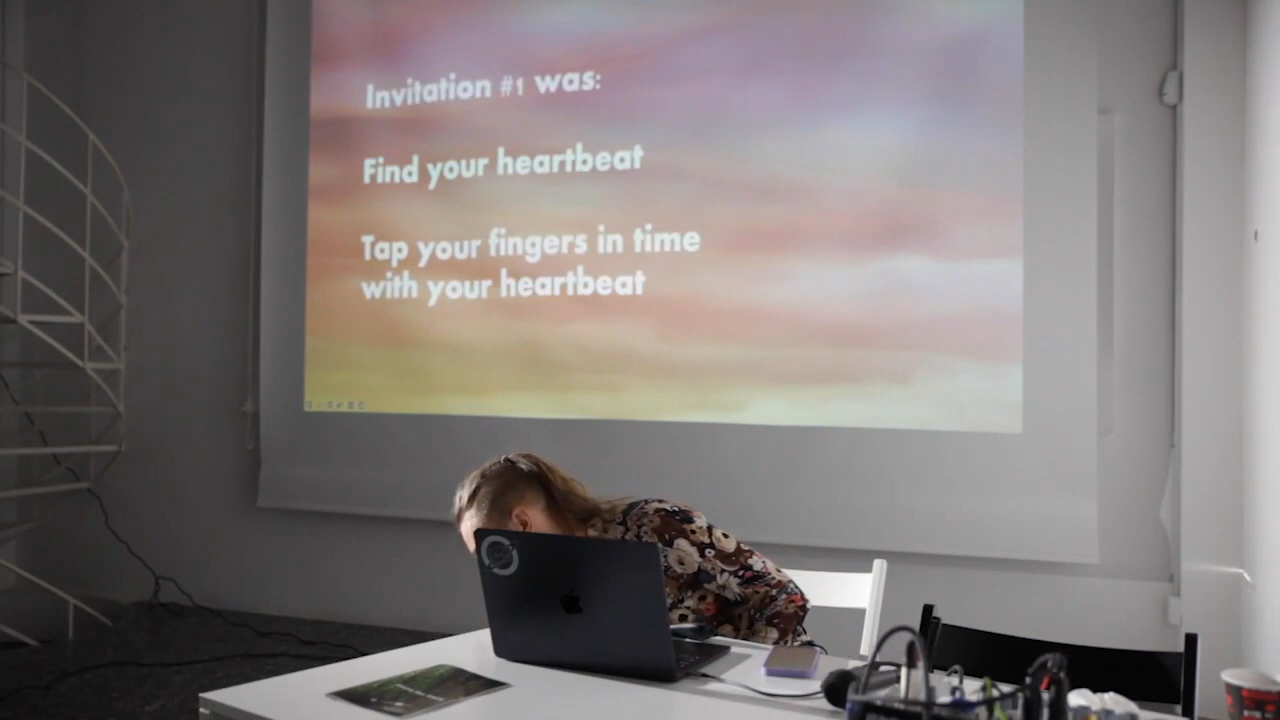 Invitation #1 was:
Find your heartbeat
Tap your fingers in time
with your heartbeat